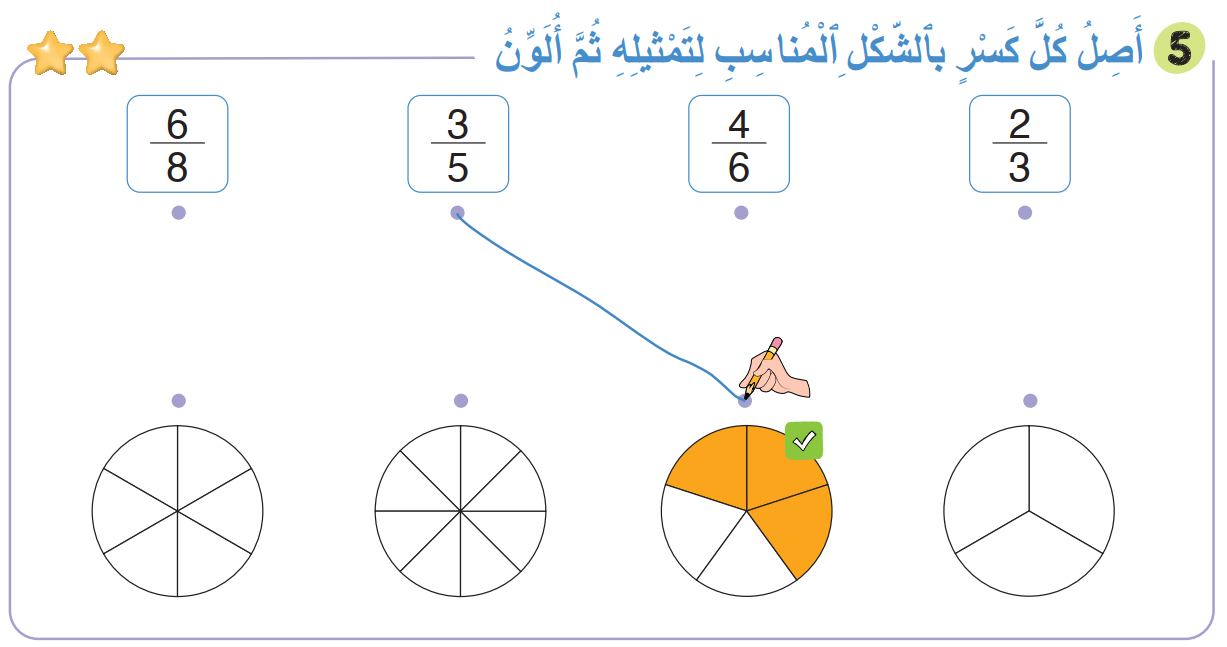 5 أَصِلُ كُلَّ كَسْرٍ بِٱلشَّكْلِ ٱلْمُناسِبِ لِتَمْثيلِهِ ثُمَّ أُلَوِّنُ
2/3 4/6 3/5 6/8